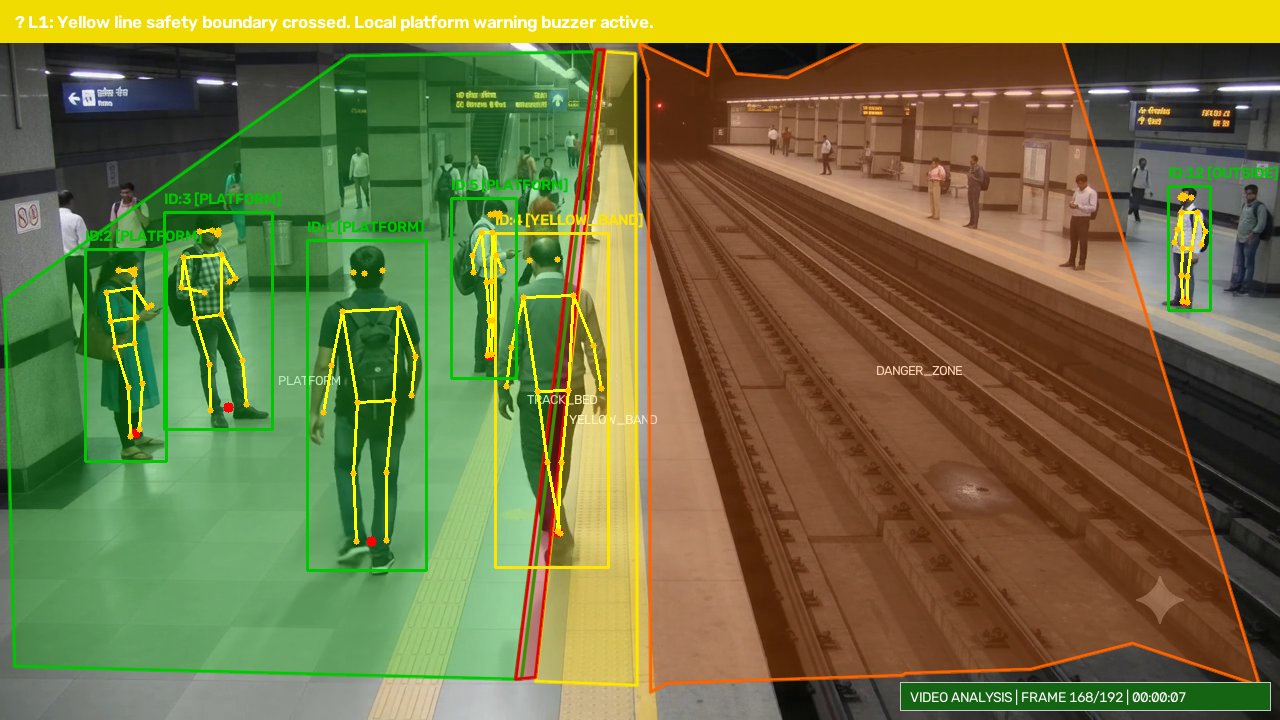 ? L1: Yellow line safety boundary crossed. Local platform warning buzzer active.
ID:5 [PLATFORM]
ID:12 [OUTSIDE]
ID:3 [PLATFORM]
ID:4 [YELLOW_BAND]
ID:1 [PLATFORM]
ID:2 [PLATFORM]
DANGER_ZONE
PLATFORM
TRACK_BED
YELLOW_BAND
VIDEO ANALYSIS | FRAME 168/192 | 00:00:07